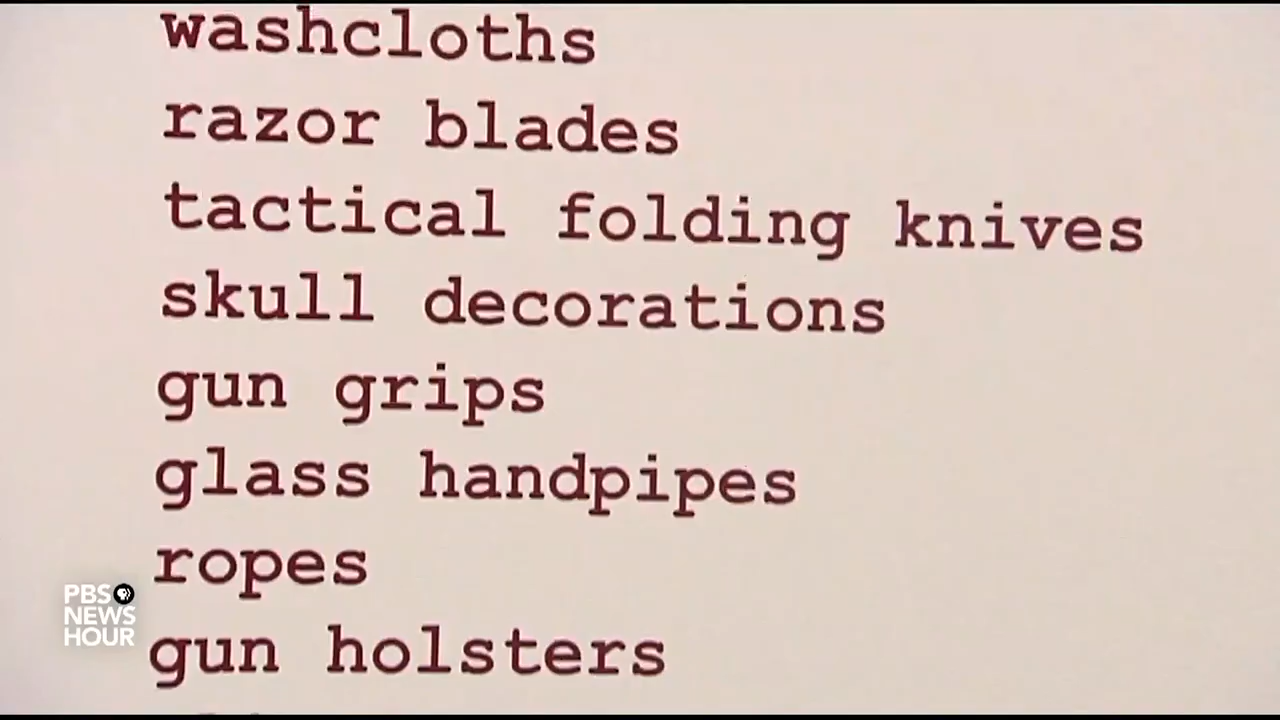 washcloths
razor blades
tactical folding knives
skull decorations
gun grips
glass handpipes
ropes
gun holsters
PBS
NEWS
HOUR